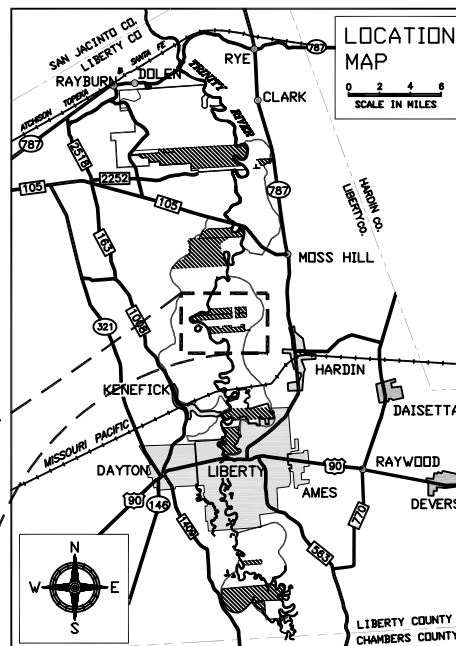 LOCATION
MAP
0 6
SCALE IN MILES
SAN JACINTO CO.
LIBERTY CO
ATCHISON TOPEKA & SANTA FE
RYE
787
RAYBURN
DOLEN
TRINITY
RIVER
CLARK
787
2518
105
2252
105
787
HARDIN CO.
LIBERTY CO.
163
MOSS HILL
321
1008
KENEFICK
HARDIN
DAISETTA
MISSOURI PACIFIC
DAYTON
LIBERTY
90
RAYWOOD
AMES
DEVERS
90
146
1409
770
563
N
W E
S
LIBERTY COUNTY
CHAMBERS COUNTY